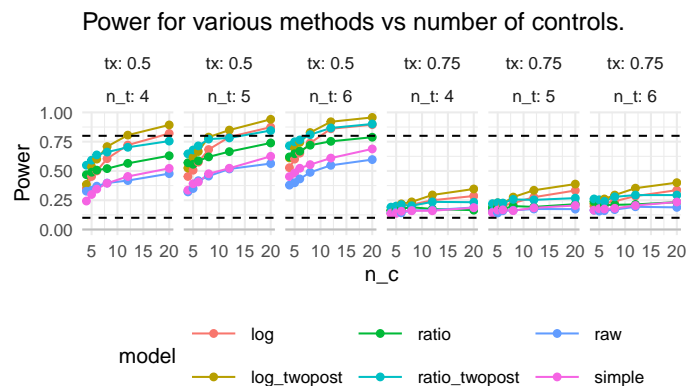 Power for various methods vs number of controls.
tx: 0.5 tx: 0.5 tx: 0.5 tx: 0.75 tx: 0.75 tx: 0.75
n_t: 4 n_t: 5 n_t: 6 n_t: 4 n_t: 5 n_t: 6
1.00
0.75
0.50
0.25
0.00
Power
5 10 15 20 5 10 15 20 5 10 15 20 5 10 15 20 5 10 15 20 5 10 15 20
n_c
model
log ratio raw
log_twopost ratio_twopost simple